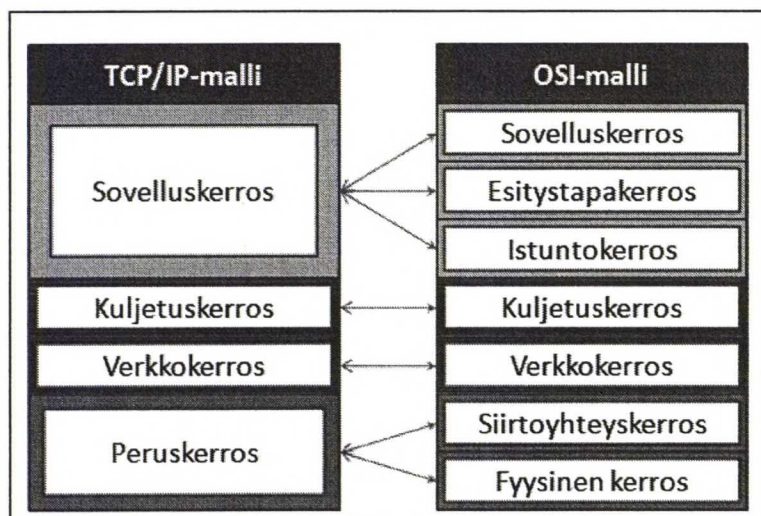 TCP/IP-malli
Sovelluskerros
Kuljetuskerros
Verkkokerros
Peruskerros
OSI-malli
Sovelluskerros
Esitystapakerros
Istuntokerros
Kuljetuskerros
Verkkokerros
Siirtoyhteyskerros
Fyysinen kerros